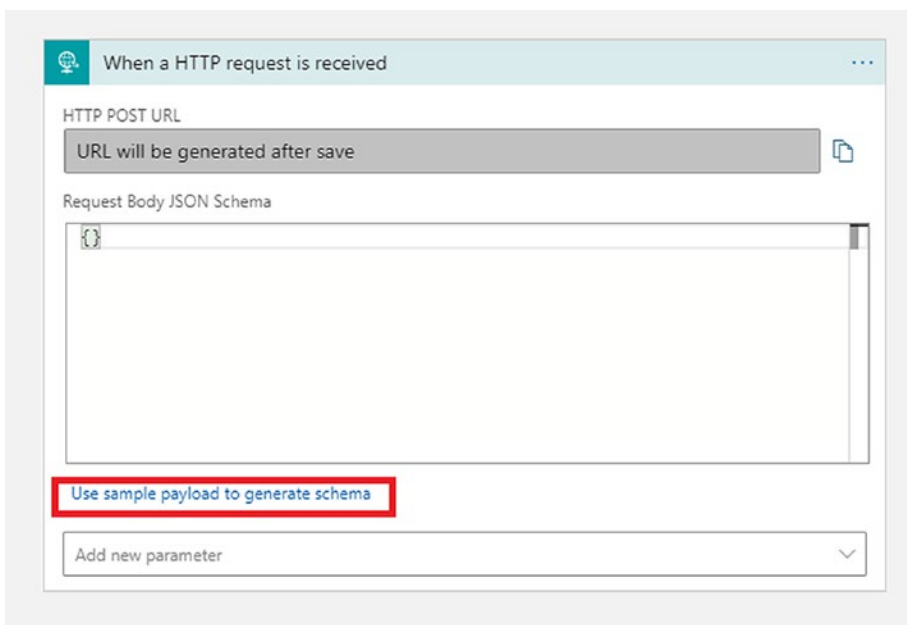 When a HTTP request is received
HTTP POST URL
URL will be generated after save
Request Body JSON Schema
{}
Use sample payload to generate schema
Add new parameter